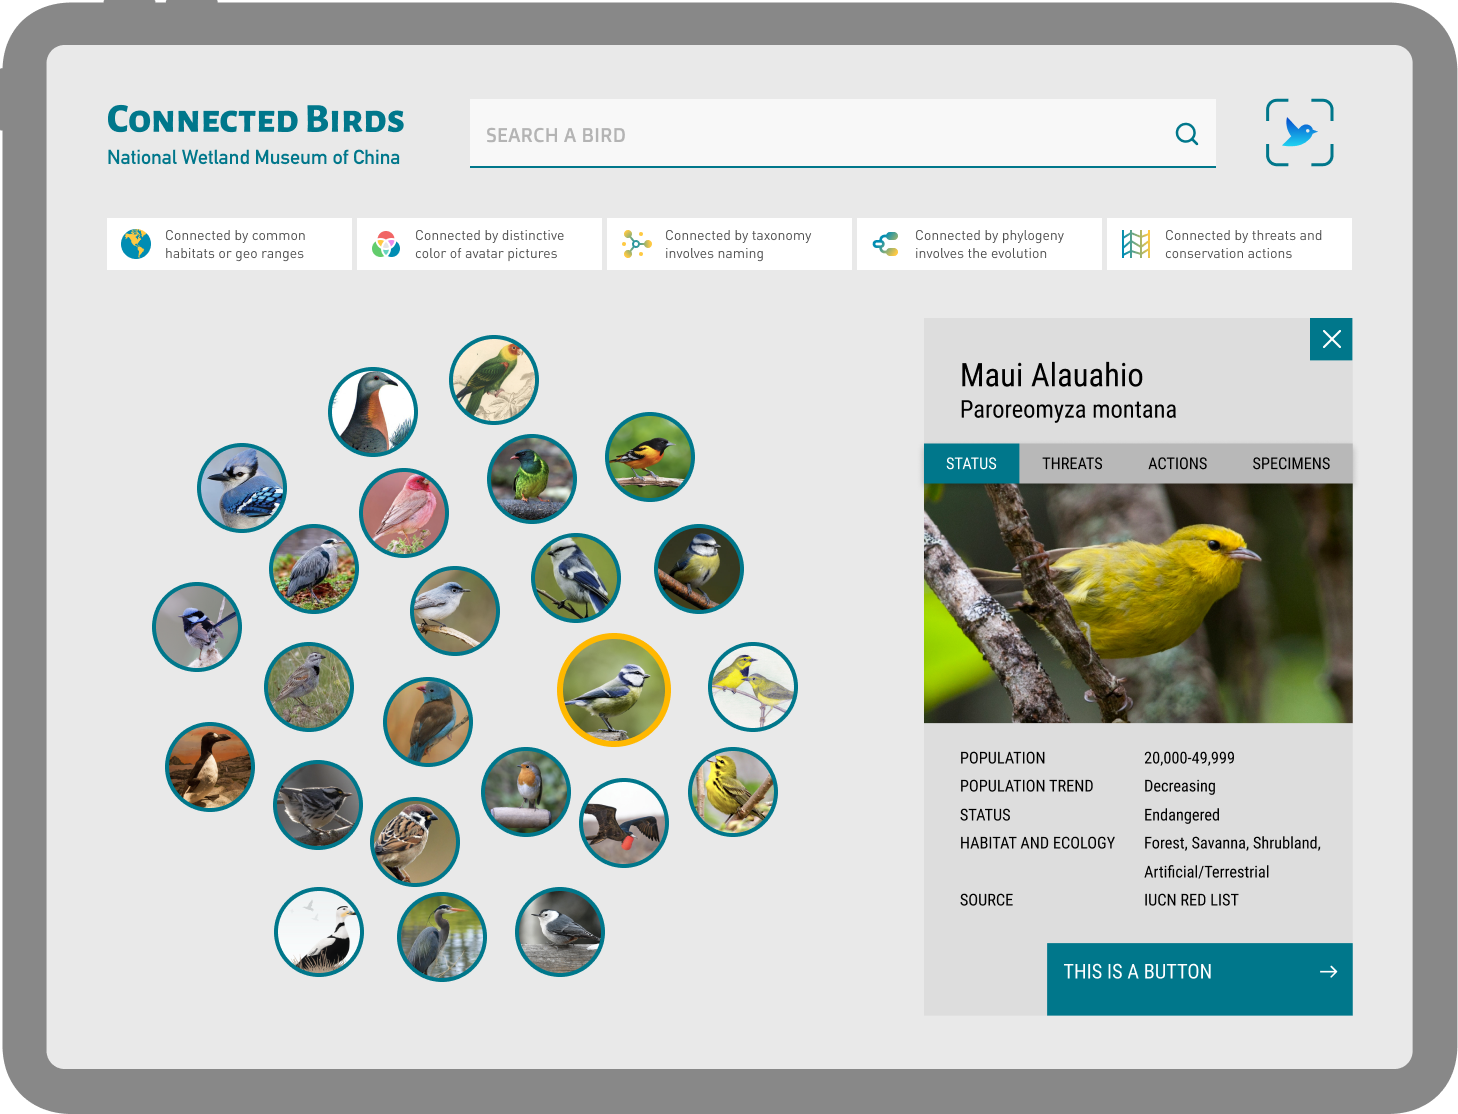 CONNECTED BIRDS
National Wetland Museum of China
SEARCH A BIRD
Connected by common
habitats or geo ranges
Connected by distinctive
color of avatar pictures
Connected by taxonomy
involves naming
Connected by phylogeny
involves the evolution
Connected by threats and
conservation actions
Maui Alauahio
Paroreomyza montana
STATUS THREATS ACTIONS SPECIMENS
POPULATION 20,000-49,999
POPULATION TREND Decreasing
STATUS Endangered
HABITAT AND ECOLOGY Forest, Savanna, Shrubland,
Artificial/Terrestrial
SOURCE IUCN RED LIST
THIS IS A BUTTON